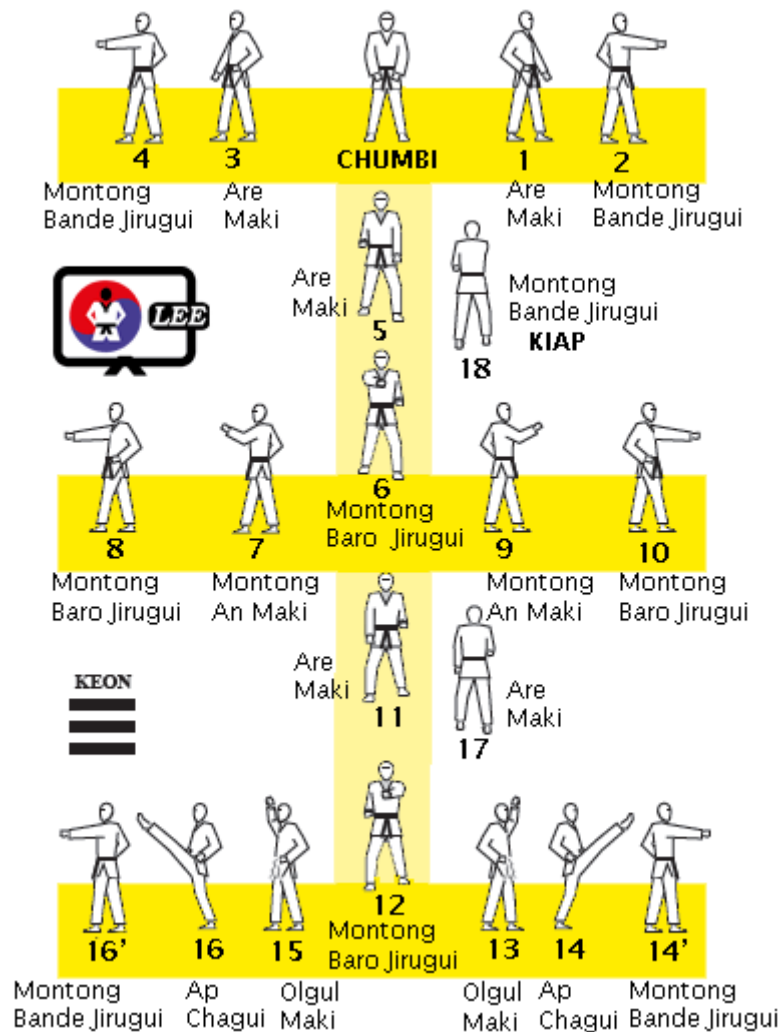 4 3 CHUMBI 1 2
Montong
Bande Jirugui
Are
Maki
Are
Maki
Montong
Bande Jirugui
Are
Maki
5
LEE
Montong
Bande Jirugui
KIAP
18
6
Montong
Baro Jirugui
8 7 9 10
Montong
Baro Jirugui
Montong
An Maki
Montong
An Maki
Montong
Baro Jirugui
KEON
Are
Maki
11
Are
Maki
17
12
Montong
Baro Jirugui
16' 16 15 13 14 14'
Montong
Bande Jirugui
Ap
Chagui
Olgul
Maki
Olgul
Maki
Ap
Chagui
Montong
Bande Jirugui